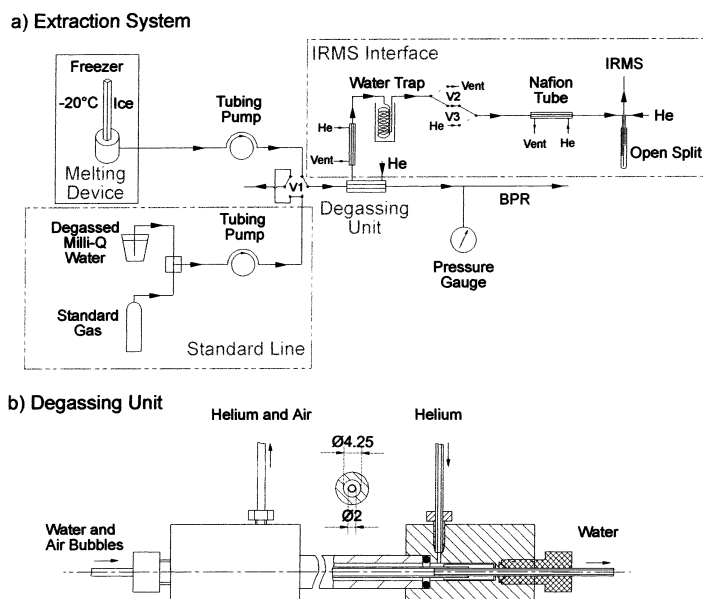 a) Extraction System
Freezer
-20°C
Ice
Melting
Device
Tubing
Pump
IRMS Interface
Water Trap
He
Vent
Vent
V2
V3
He
Nafion
Tube
Vent
He
IRMS
He
Open Split
V1
He
Degassing
Unit
BPR
Pressure
Gauge
Degassed
Milli-Q
Water
Standard
Gas
Tubing
Pump
Standard Line
b) Degassing Unit
Helium and Air
Ø4.25
Ø2
Helium
Water and
Air Bubbles
Water